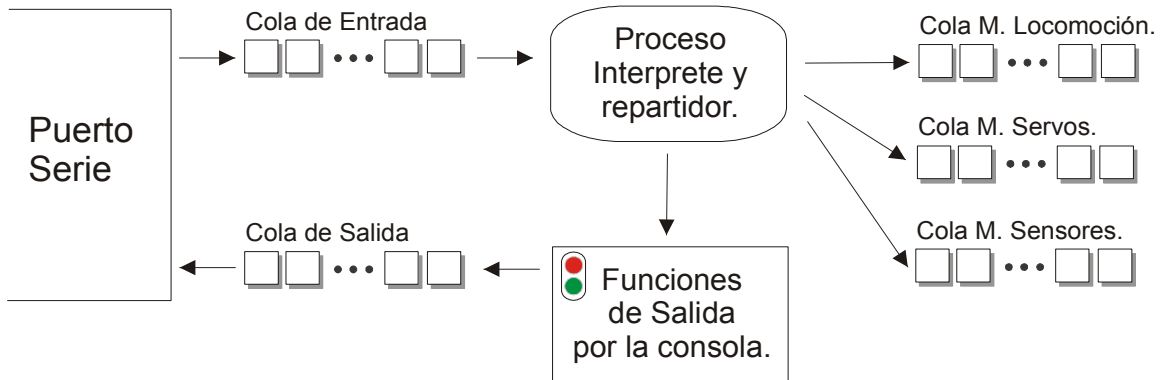 Cola de Entrada
Puerto
Serie
Cola de Salida
Proceso
Interprete y
repartidor.
Funciones
de Salida
por la consola.
Cola M. Locomoción.
Cola M. Servos.
Cola M. Sensores.